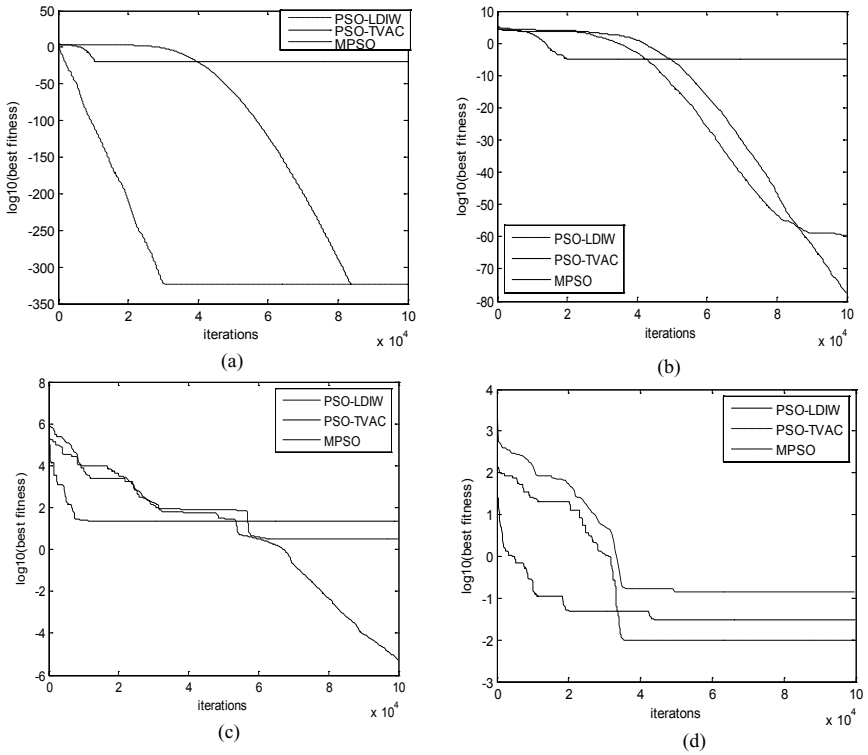 50
0
-50
-100
-150
-200
-250
-300
-350
log10(best fitness)
0 2 4 6 8 10
iterations
x 10^4
PSO-LDIW
PSO-TVAC
MPSO
(a)
10
0
-10
-20
-30
-40
-50
-60
-70
-80
log10(best fitness)
0 2 4 6 8 10
iterations
x 10^4
PSO-LDIW
PSO-TVAC
MPSO
(b)
8
6
4
2
0
-2
-4
-6
log10(best fitness)
0 2 4 6 8 10
iterations
x 10^4
PSO-LDIW
PSO-TVAC
MPSO
(c)
4
3
2
1
0
-1
-2
-3
log10(best fitness)
0 2 4 6 8 10
iterations
x 10^4
PSO-LDIW
PSO-TVAC
MPSO
(d)